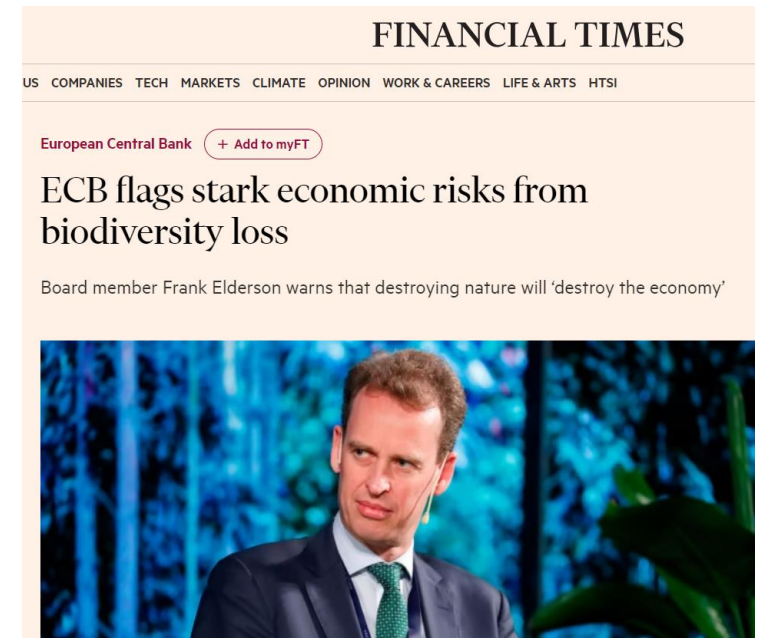 FINANCIAL TIMES
US COMPANIES TECH MARKETS CLIMATE OPINION WORK & CAREERS LIFE & ARTS HTSI
European Central Bank + Add to myFT
ECB flags stark economic risks from
biodiversity loss
Board member Frank Elderson warns that destroying nature will ‘destroy the economy’